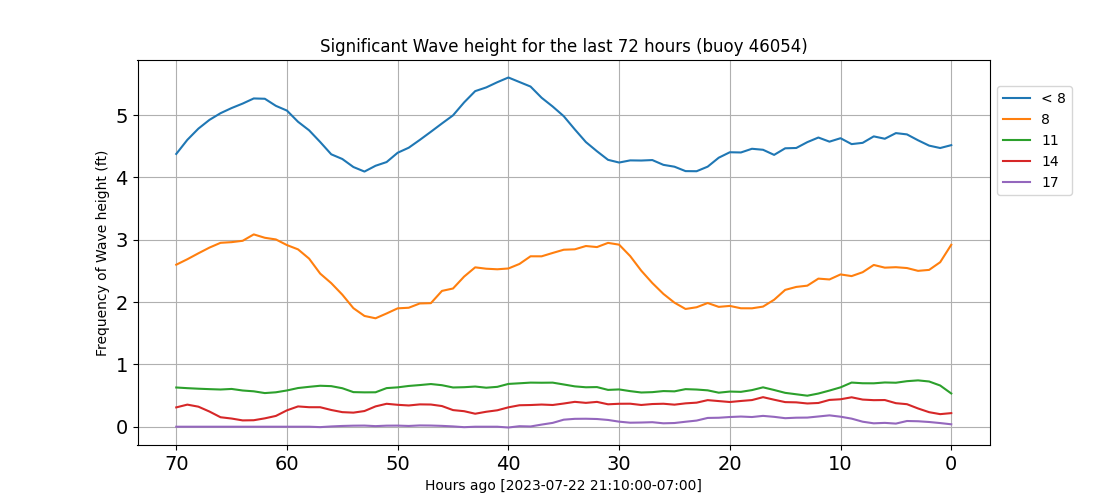 Significant Wave height for the last 72 hours (buoy 46054)
Frequency of Wave height (ft)
5
4
3
2
1
0
70 60 50 40 30 20 10 0
Hours ago [2023-07-22 21:10:00-07:00]
< 8
8
11
14
17